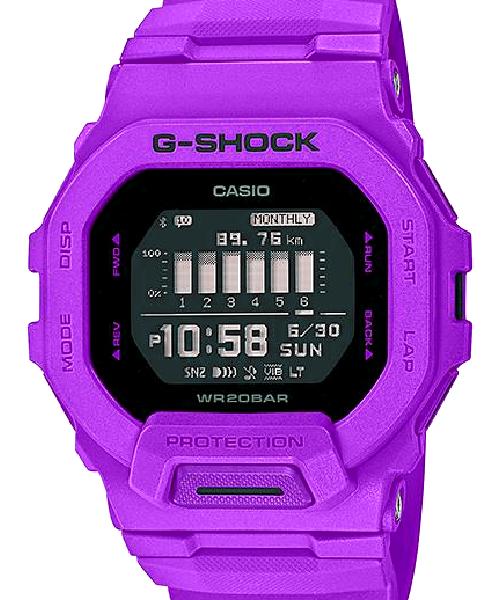 G-SHOCK
CASIO
MONTHLY
89.76 km
100
0%
1 2 3 4 5 6
P10:58 6/30
SUN
SNZ VIB LT
WR20BAR
PROTECTION
DISP
MODE
START
LAP
FWD
REV
RUN
BACK